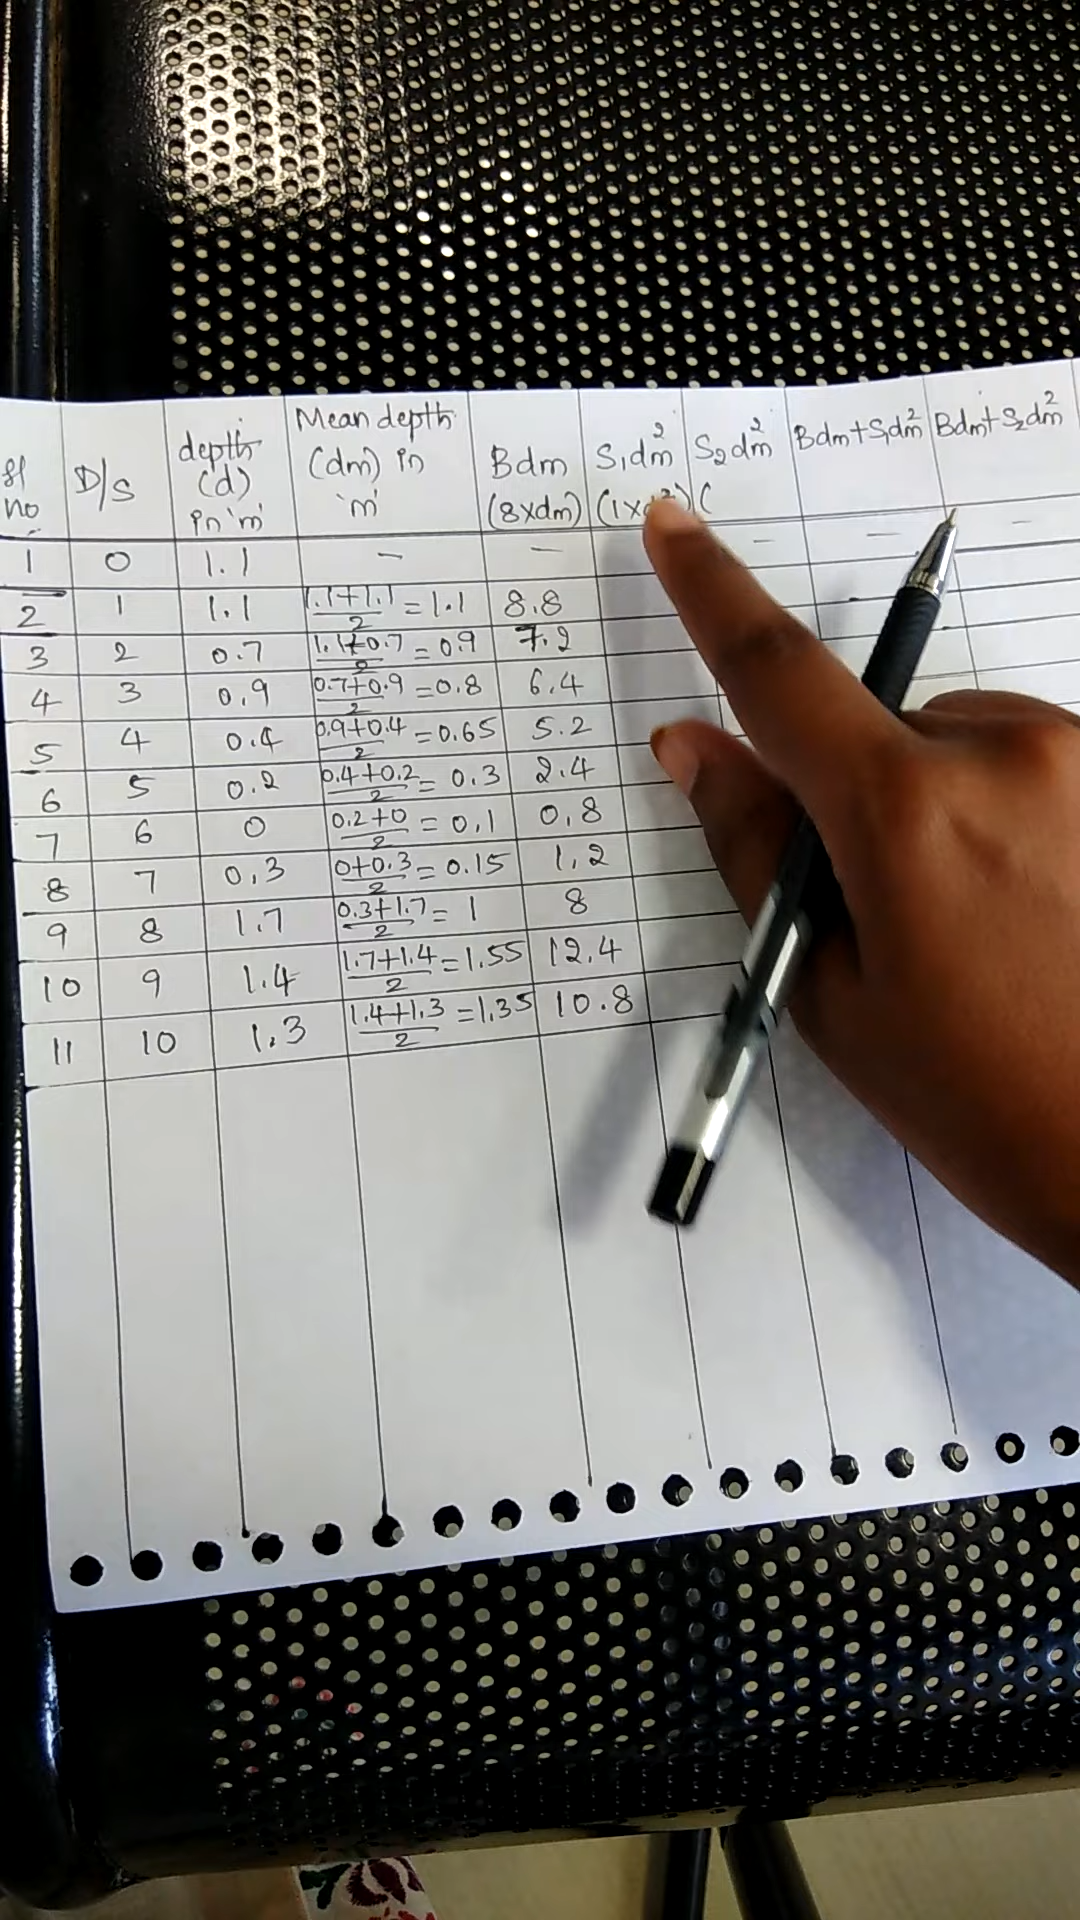 Sl no D/S depth (d) in 'm' Mean depth (dm) in 'm' Bdm (8xdm) S₁dm² S₂dm² ( Bdm+S₁dm² Bdm+S₂dm²
1 0 1.1 - - - - -
2 1 1.1 1.1+1.1/2 = 1.1 8.8
3 2 0.7 1.1+0.7/2 = 0.9 7.2
4 3 0.9 0.7+0.9/2 = 0.8 6.4
5 4 0.4 0.9+0.4/2 = 0.65 5.2
6 5 0.2 0.4+0.2/2 = 0.3 2.4
7 6 0 0.2+0/2 = 0.1 0.8
8 7 0.3 0+0.3/2 = 0.15 1.2
9 8 1.7 0.3+1.7/2 = 1 8
10 9 1.4 1.7+1.4/2 = 1.55 12.4
11 10 1.3 1.4+1.3/2 = 1.35 10.8